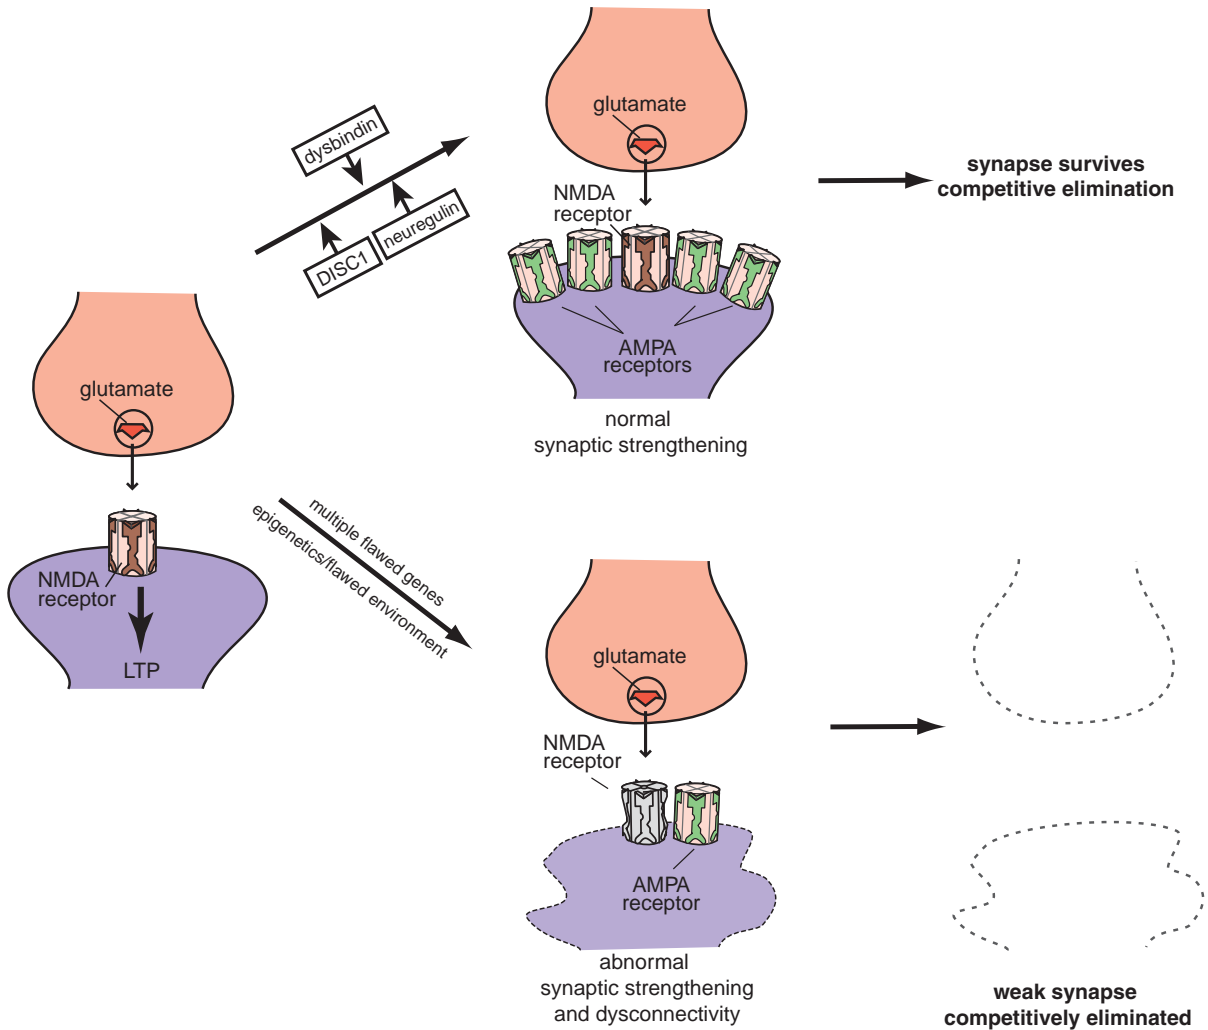 dysbindin
DISC1
neuregulin
glutamate
NMDA
receptor
AMPA
receptors
normal
synaptic strengthening
synapse survives
competitive elimination
glutamate
NMDA
receptor
LTP
multiple flawed genes
epigenetics/flawed environment
glutamate
NMDA
receptor
AMPA
receptor
abnormal
synaptic strengthening
and dysconnectivity
weak synapse
competitively eliminated